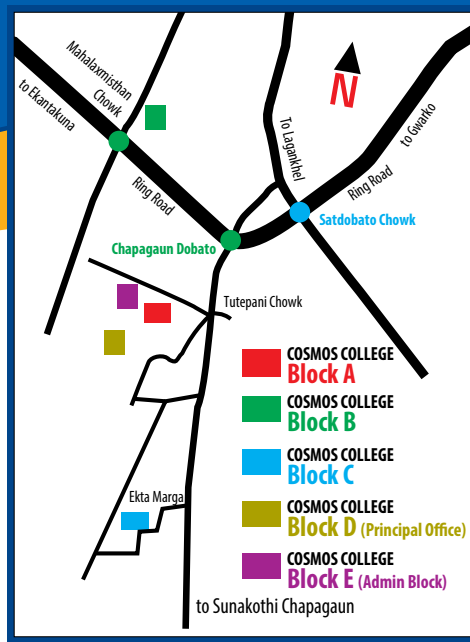 Mahalaxmisthan
Chowk
to Ekantakuna
Ring Road
N
To Lagankhel
to Gwarko
Ring Road
Satdobato Chowk
Chapagaun Dobato
Tutepani Chowk
COSMOS COLLEGE
Block A
COSMOS COLLEGE
Block B
COSMOS COLLEGE
Block C
Ekta Marga
COSMOS COLLEGE
Block D (Principal Office)
COSMOS COLLEGE
Block E (Admin Block)
to Sunakothi Chapagaun